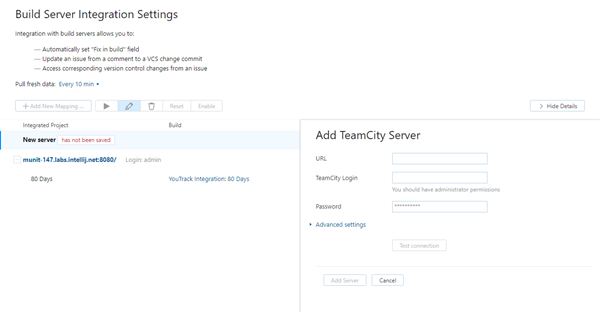 Build Server Integration Settings
Integration with build servers allows you to:
— Automatically set "Fix in build" field
— Update an issue from a comment to a VCS change commit
— Access corresponding version control changes from an issue
Pull fresh data: Every 10 min
+ Add New Mapping ... Reset Enable
> Hide Details
Integrated Project Build
New server has not been saved
munit-147.labs.intellij.net:8080/ Login: admin
80 Days YouTrack Integration: 80 Days
Add TeamCity Server
URL
TeamCity Login
You should have administrator permissions
Password **********
Advanced settings
Test connection
Add Server Cancel